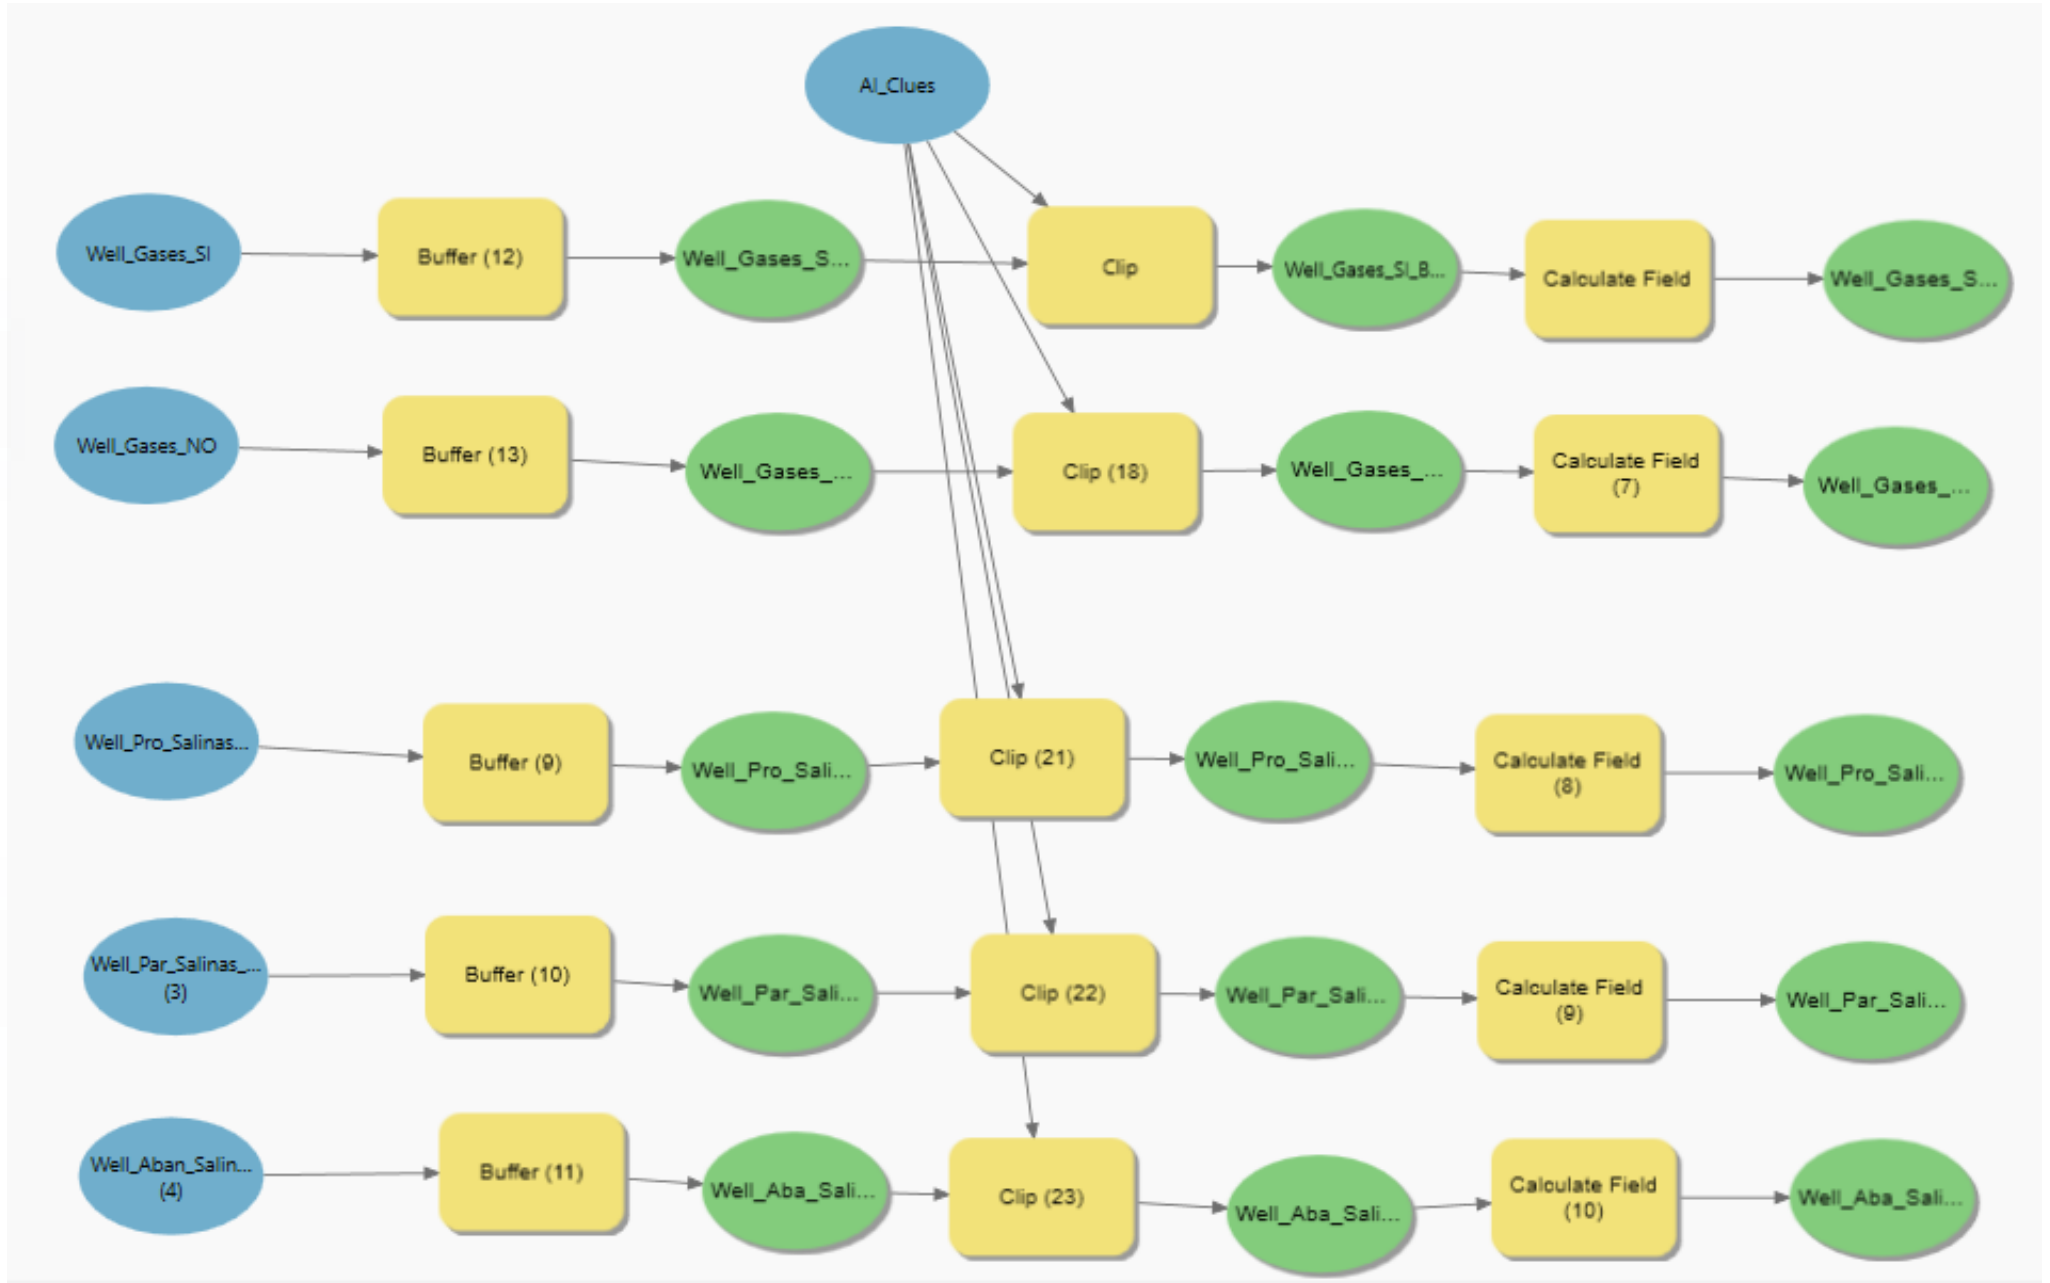 AI_Clues
Well_Gases_SI
Buffer (12)
Well_Gases_S...
Clip
Well_Gases_SI_B...
Calculate Field
Well_Gases_S...
Well_Gases_NO
Buffer (13)
Well_Gases_...
Clip (18)
Well_Gases_...
Calculate Field
(7)
Well_Gases_...
Well_Pro_Salinas...
Buffer (9)
Well_Pro_Sali...
Clip (21)
Well_Pro_Sali...
Calculate Field
(8)
Well_Pro_Sali...
Well_Par_Salinas_...
(3)
Buffer (10)
Well_Par_Sali...
Clip (22)
Well_Par_Sali...
Calculate Field
(9)
Well_Par_Sali...
Well_Aban_Salin...
(4)
Buffer (11)
Well_Aba_Sali...
Clip (23)
Well_Aba_Sali...
Calculate Field
(10)
Well_Aba_Sali...